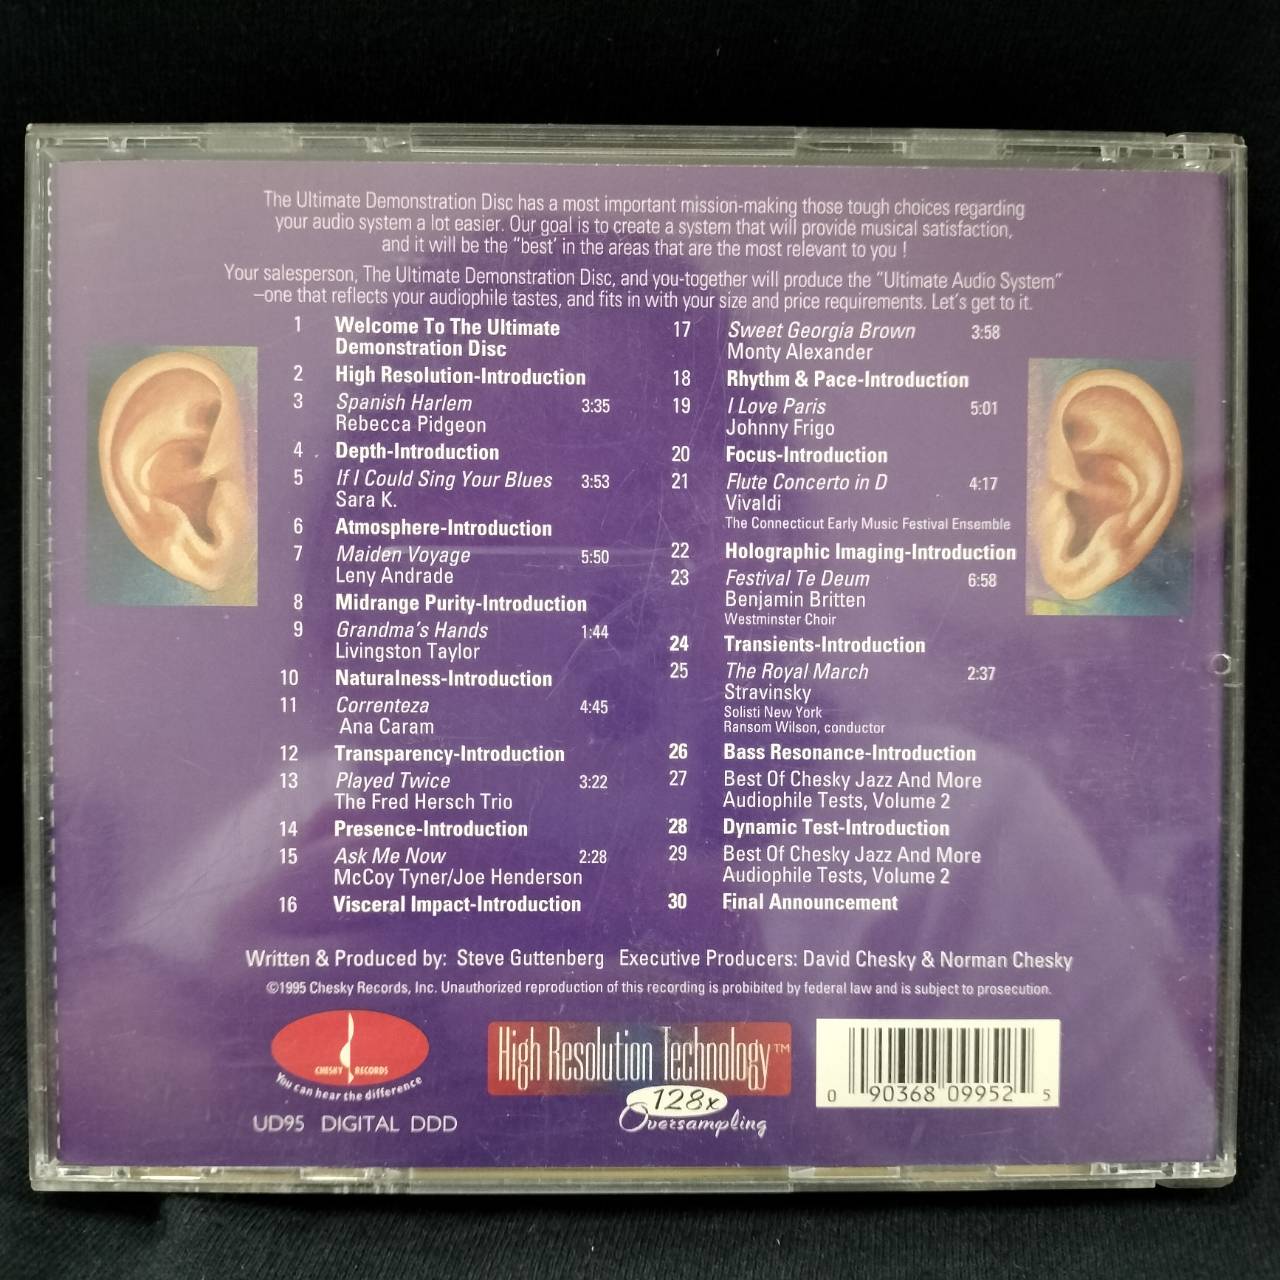 The Ultimate Demonstration Disc has a most important mission-making those tough choices regarding
your audio system a lot easier. Our goal is to create a system that will provide musical satisfaction,
and it will be the "best' in the areas that are the most relevant to you !
Your salesperson, The Ultimate Demonstration Disc, and you-together will produce the "Ultimate Audio System"
–one that reflects your audiophile tastes, and fits in with your size and price requirements. Let's get to it.
1 Welcome To The Ultimate
Demonstration Disc
2 High Resolution-Introduction
3 Spanish Harlem 3:35
Rebecca Pidgeon
4 Depth-Introduction
5 If I Could Sing Your Blues 3:53
Sara K.
6 Atmosphere-Introduction
7 Maiden Voyage 5:50
Leny Andrade
8 Midrange Purity-Introduction
9 Grandma's Hands 1:44
Livingston Taylor
10 Naturalness-Introduction
11 Correnteza 4:45
Ana Caram
12 Transparency-Introduction
13 Played Twice 3:22
The Fred Hersch Trio
14 Presence-Introduction
15 Ask Me Now 2:28
McCoy Tyner/Joe Henderson
16 Visceral Impact-Introduction
17 Sweet Georgia Brown 3:58
Monty Alexander
18 Rhythm & Pace-Introduction
19 I Love Paris 5:01
Johnny Frigo
20 Focus-Introduction
21 Flute Concerto in D 4:17
Vivaldi
The Connecticut Early Music Festival Ensemble
22 Holographic Imaging-Introduction
23 Festival Te Deum 6:58
Benjamin Britten
Westminster Choir
24 Transients-Introduction
25 The Royal March 2:37
Stravinsky
Solisti New York
Ransom Wilson, conductor
26 Bass Resonance-Introduction
27 Best Of Chesky Jazz And More
Audiophile Tests, Volume 2
28 Dynamic Test-Introduction
29 Best Of Chesky Jazz And More
Audiophile Tests, Volume 2
30 Final Announcement
Written & Produced by: Steve Guttenberg Executive Producers: David Chesky & Norman Chesky
©1995 Chesky Records, Inc. Unauthorized reproduction of this recording is probibited by federal law and is subject to prosecution.
CHESKY RECORDS
You can hear the difference
UD95 DIGITAL DDD
High Resolution Technology™
128x
Oversampling
0 90368 09952 5